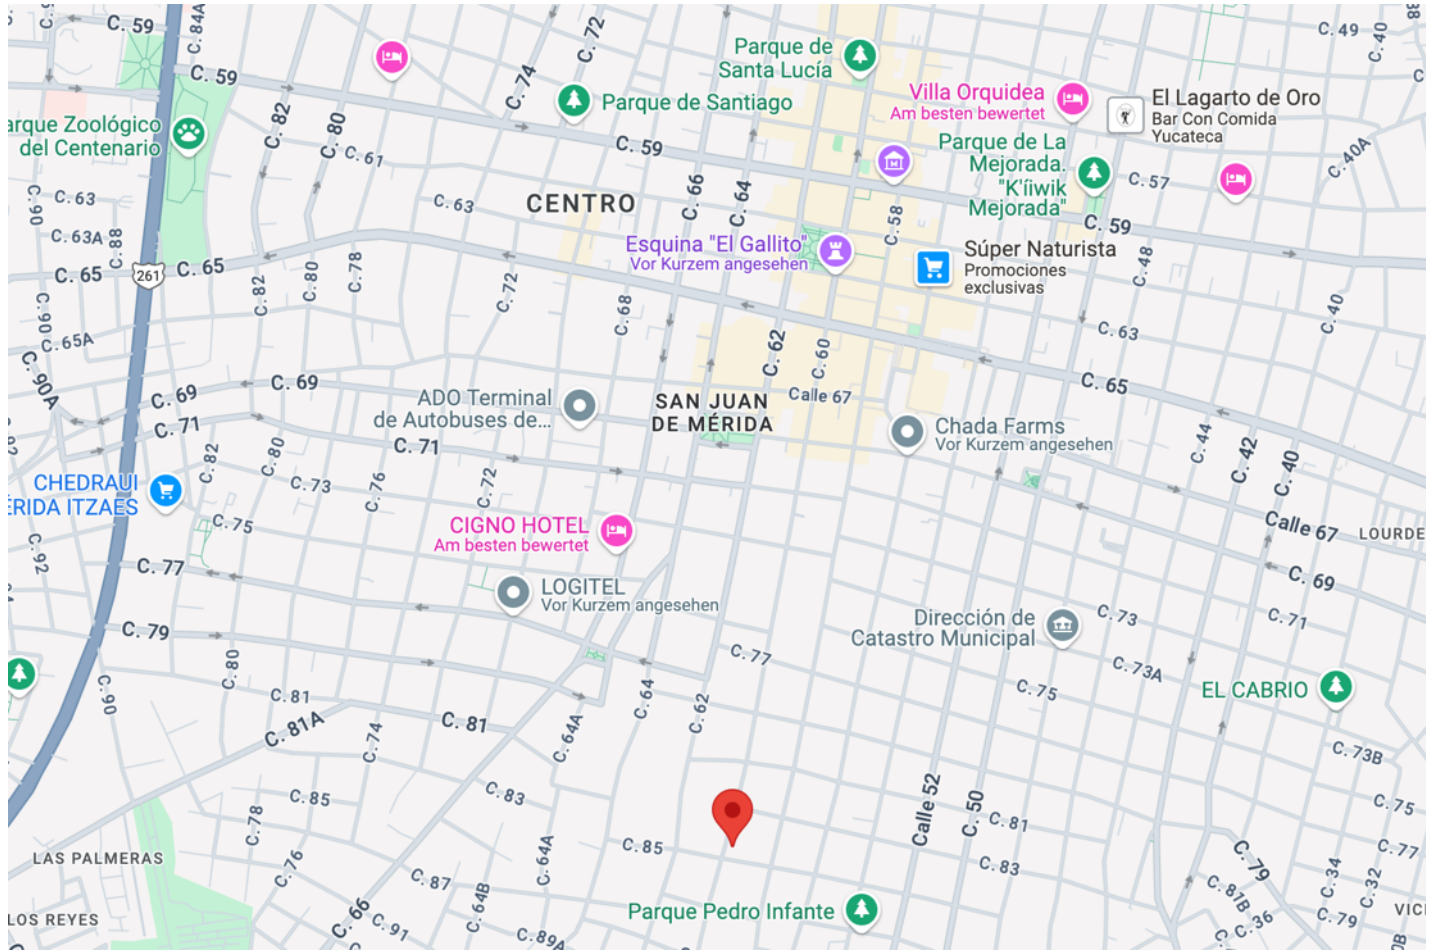 C. 59
C. 84A
C. 72
C. 49
C. 40
C. 59
C. 74
Parque de
Santa Lucía
Villa Orquidea
Am besten bewertet
El Lagarto de Oro
Bar Con Comida
Yucateca
Parque de Santiago
arque Zoológico
del Centenario
C. 82
C. 80
C. 61
C. 59
Parque de La
Mejorada.
"K'íiwik
Mejorada"
C. 57
C. 40A
C. 90
C. 63
C. 63
CENTRO
C. 66
C. 64
C. 58
C. 59
C. 63A
C. 88
Esquina "El Gallito"
Vor Kurzem angesehen
Súper Naturista
Promociones
exclusivas
C. 48
C. 65
261
C. 65
C. 82
C. 80
C. 78
C. 72
C. 68
C. 40
C. 90
C. 65A
C. 63
C. 62
C. 60
C. 90A
C. 69
C. 69
C. 65
ADO Terminal
de Autobuses de...
SAN JUAN
DE MÉRIDA
Calle 67
C. 71
C. 71
Chada Farms
Vor Kurzem angesehen
C. 44
C. 42
C. 40
C. 82
C. 80
CHEDRAUI
ÉRIDA ITZAES
C. 73
C. 76
C. 72
C. 75
CIGNO HOTEL
Am besten bewertet
Calle 67
LOURDE
C. 92
C. 77
LOGITEL
Vor Kurzem angesehen
C. 69
C. 79
Dirección de
Catastro Municipal
C. 73
C. 71
C. 80
C. 77
C. 73A
C. 90
C. 81
C. 64
C. 62
C. 75
EL CABRIO
C. 81A
C. 81
C. 74
C. 64A
C. 73B
C. 85
C. 83
Calle 52
C. 50
C. 81
C. 75
C. 78
C. 85
C. 64A
C. 83
C. 79
C. 77
LAS PALMERAS
C. 76
C. 87
C. 64B
C. 81B
C. 34
C. 32
LOS REYES
C. 66
C. 91
C. 89A
Parque Pedro Infante
C. 36
C. 79
VIC